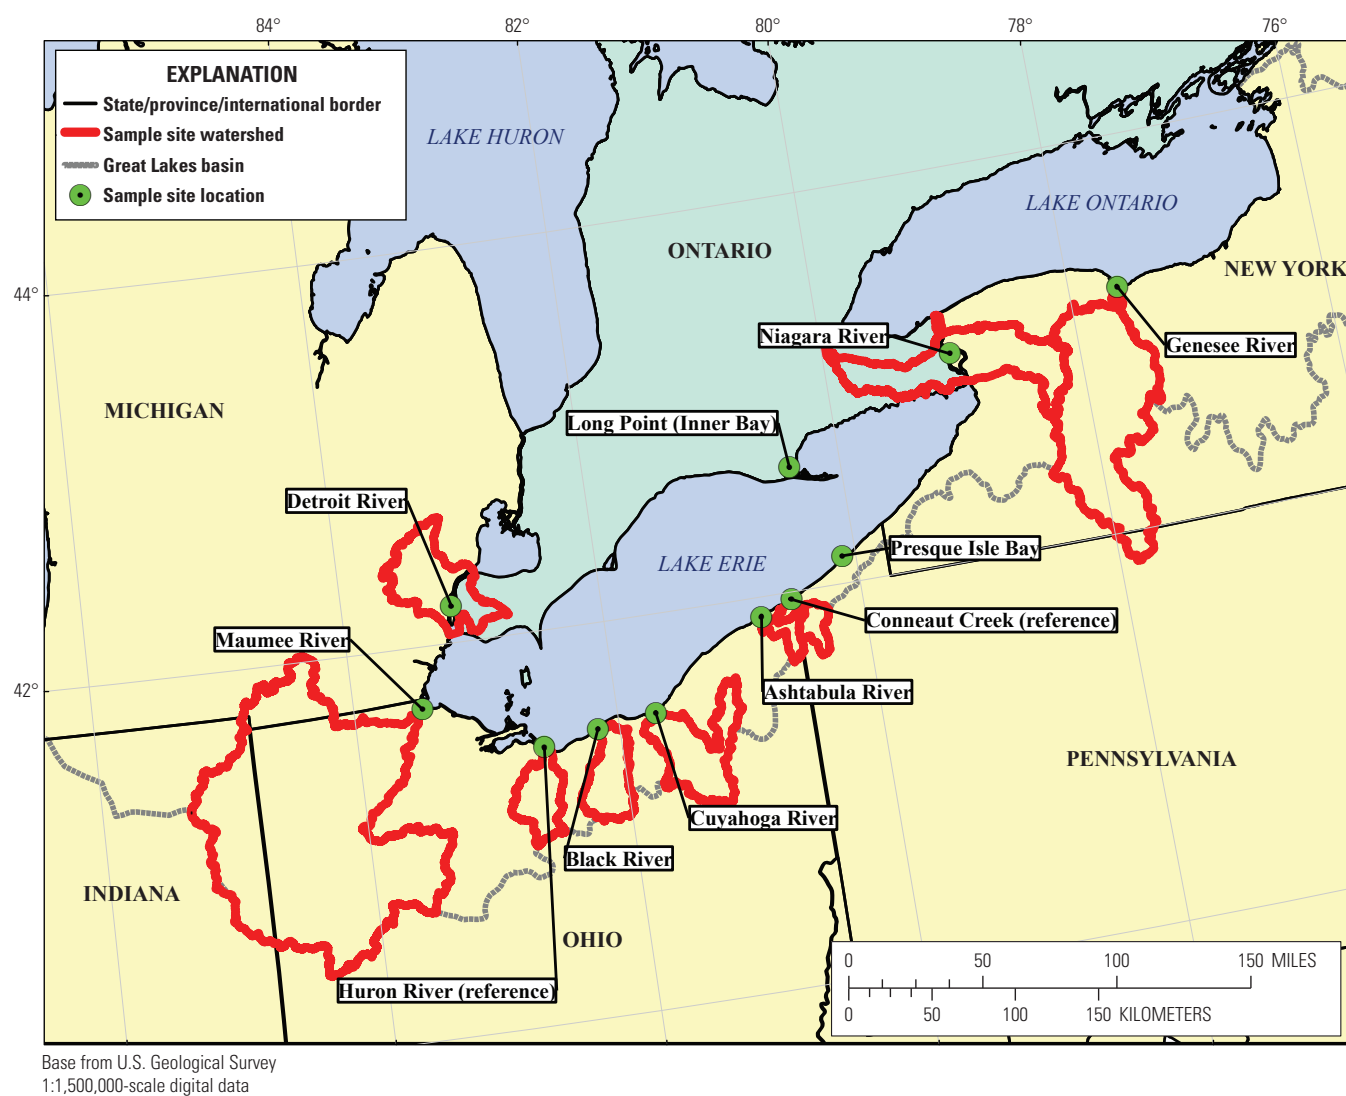 84° 82° 80° 78° 76°
EXPLANATION
State/province/international border
Sample site watershed
Great Lakes basin
Sample site location
LAKE HURON
LAKE ONTARIO
ONTARIO
NEW YORK
44°
Niagara River
Genesee River
MICHIGAN
Long Point (Inner Bay)
Detroit River
Presque Isle Bay
LAKE ERIE
Conneaut Creek (reference)
Maumee River
42°
Ashtabula River
PENNSYLVANIA
Cuyahoga River
Black River
INDIANA
OHIO
Huron River (reference)
0 50 100 150 MILES
0 50 100 150 KILOMETERS
Base from U.S. Geological Survey
1:1,500,000-scale digital data